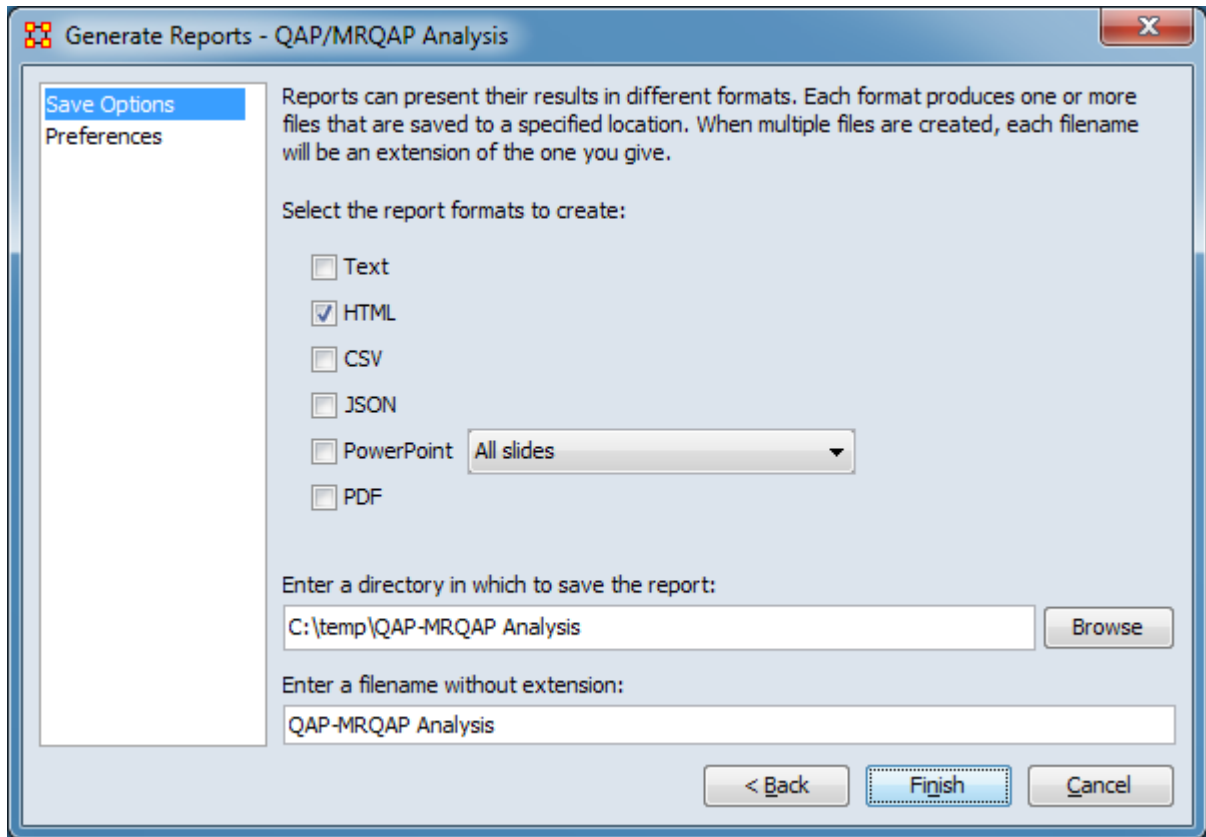 Generate Reports - QAP/MRQAP Analysis
Save Options
Preferences
Reports can present their results in different formats. Each format produces one or more
files that are saved to a specified location. When multiple files are created, each filename
will be an extension of the one you give.
Select the report formats to create:
Text
HTML
CSV
JSON
PowerPoint All slides
PDF
Enter a directory in which to save the report:
C:\temp\QAP-MRQAP Analysis Browse
Enter a filename without extension:
QAP-MRQAP Analysis
< Back Finish Cancel